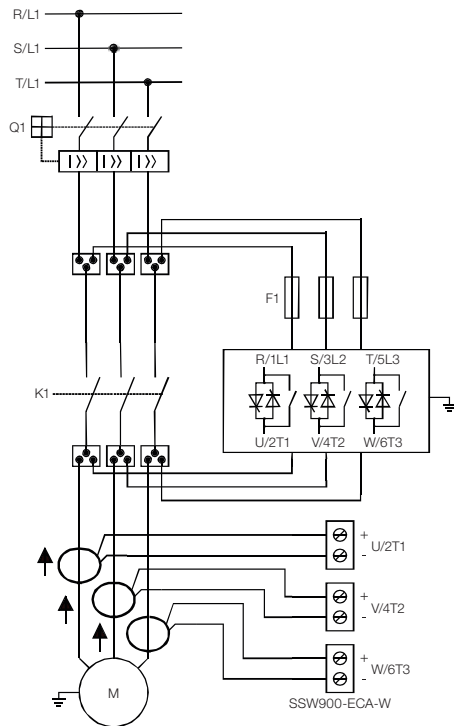 R/L1
S/L1
T/L1
Q1
I >> I >> I >>
F1
R/1L1 S/3L2 T/5L3
K1
U/2T1 V/4T2 W/6T3
+
U/2T1
-
+
V/4T2
-
+
W/6T3
-
M
SSW900-ECA-W